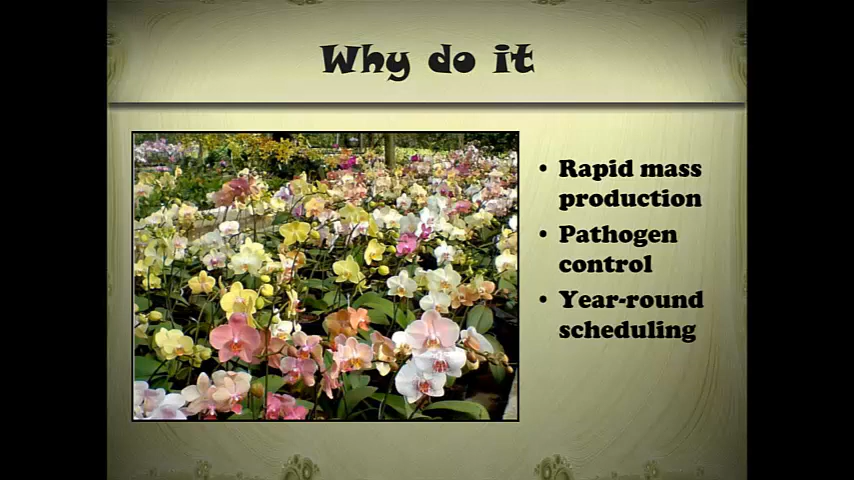 Why do it
• Rapid mass
production
• Pathogen
control
• Year-round
scheduling